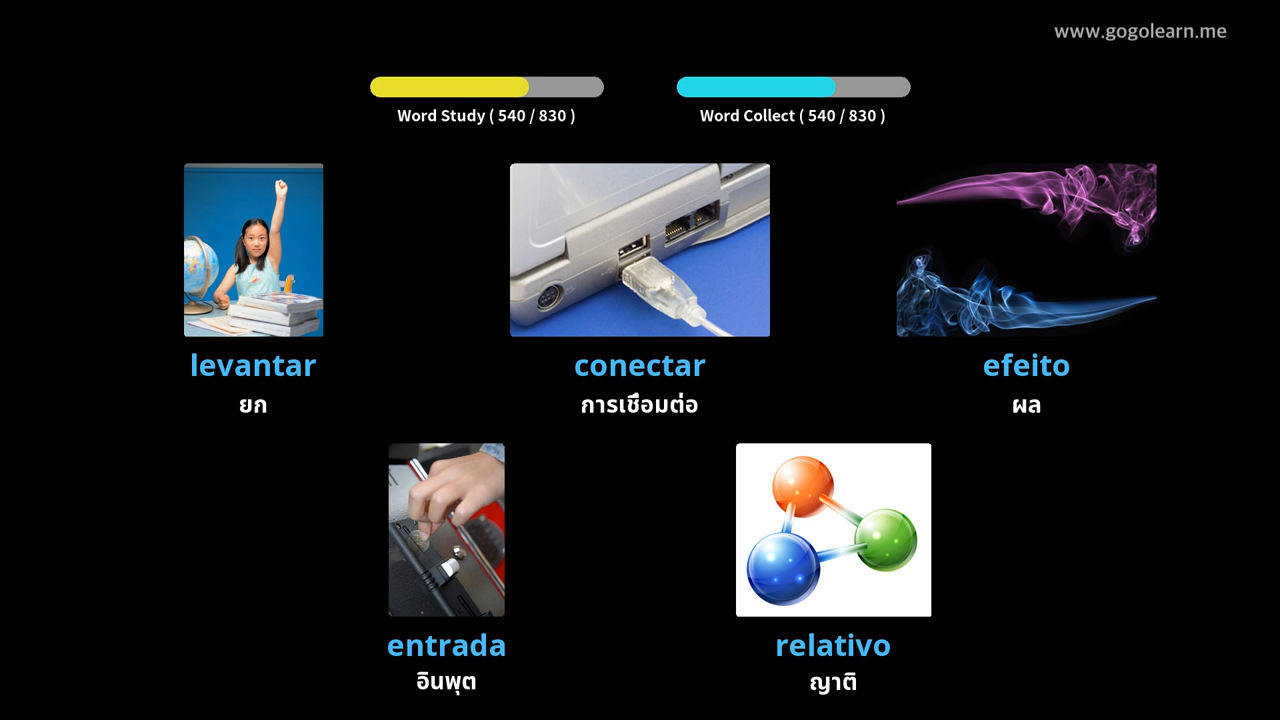 www.gogolearn.me
Word Study ( 540 / 830 )
Word Collect ( 540 / 830 )
levantar
ยก
conectar
การเชื่อมต่อ
efeito
ผล
entrada
อินพุต
relativo
ญาติ